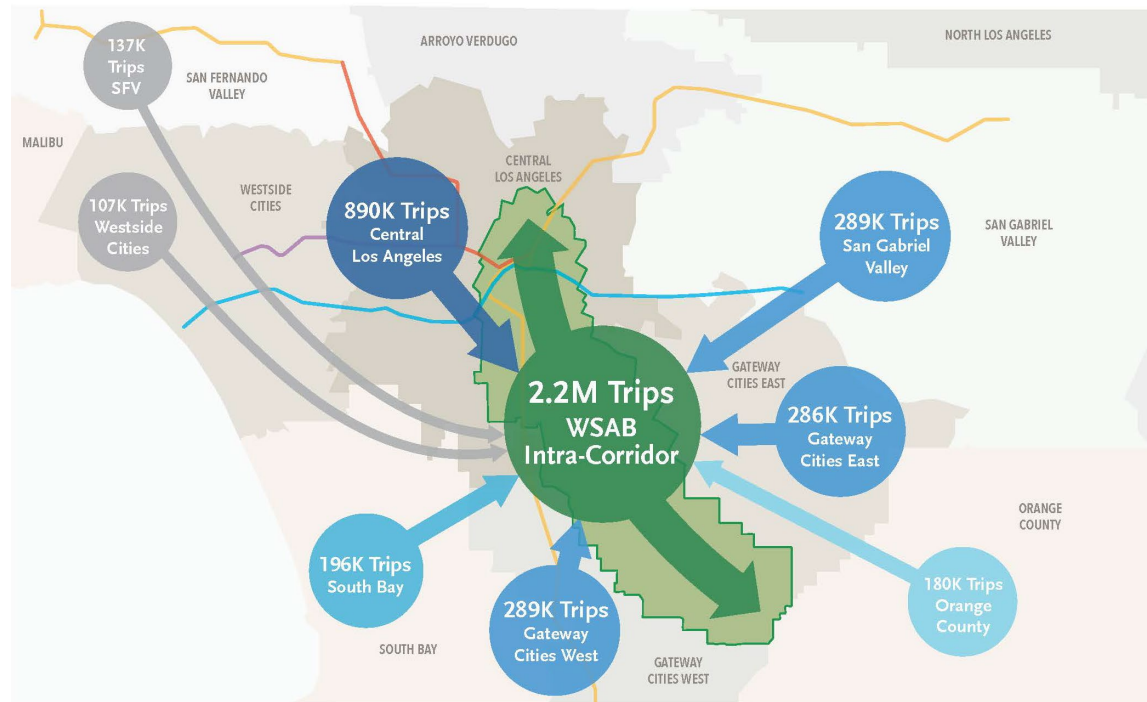 NORTH LOS ANGELES
ARROYO VERDUGO
137K
Trips
SFV
SAN FERNANDO
VALLEY
MALIBU
CENTRAL
LOS ANGELES
WESTSIDE
CITIES
107K Trips
Westside
Cities
890K Trips
Central
Los Angeles
289K Trips
San Gabriel
Valley
SAN GABRIEL
VALLEY
GATEWAY
CITIES EAST
2.2M Trips
WSAB
Intra-Corridor
286K Trips
Gateway
Cities East
ORANGE
COUNTY
196K Trips
South Bay
180K Trips
Orange
County
289K Trips
Gateway
Cities West
SOUTH BAY
GATEWAY
CITIES WEST